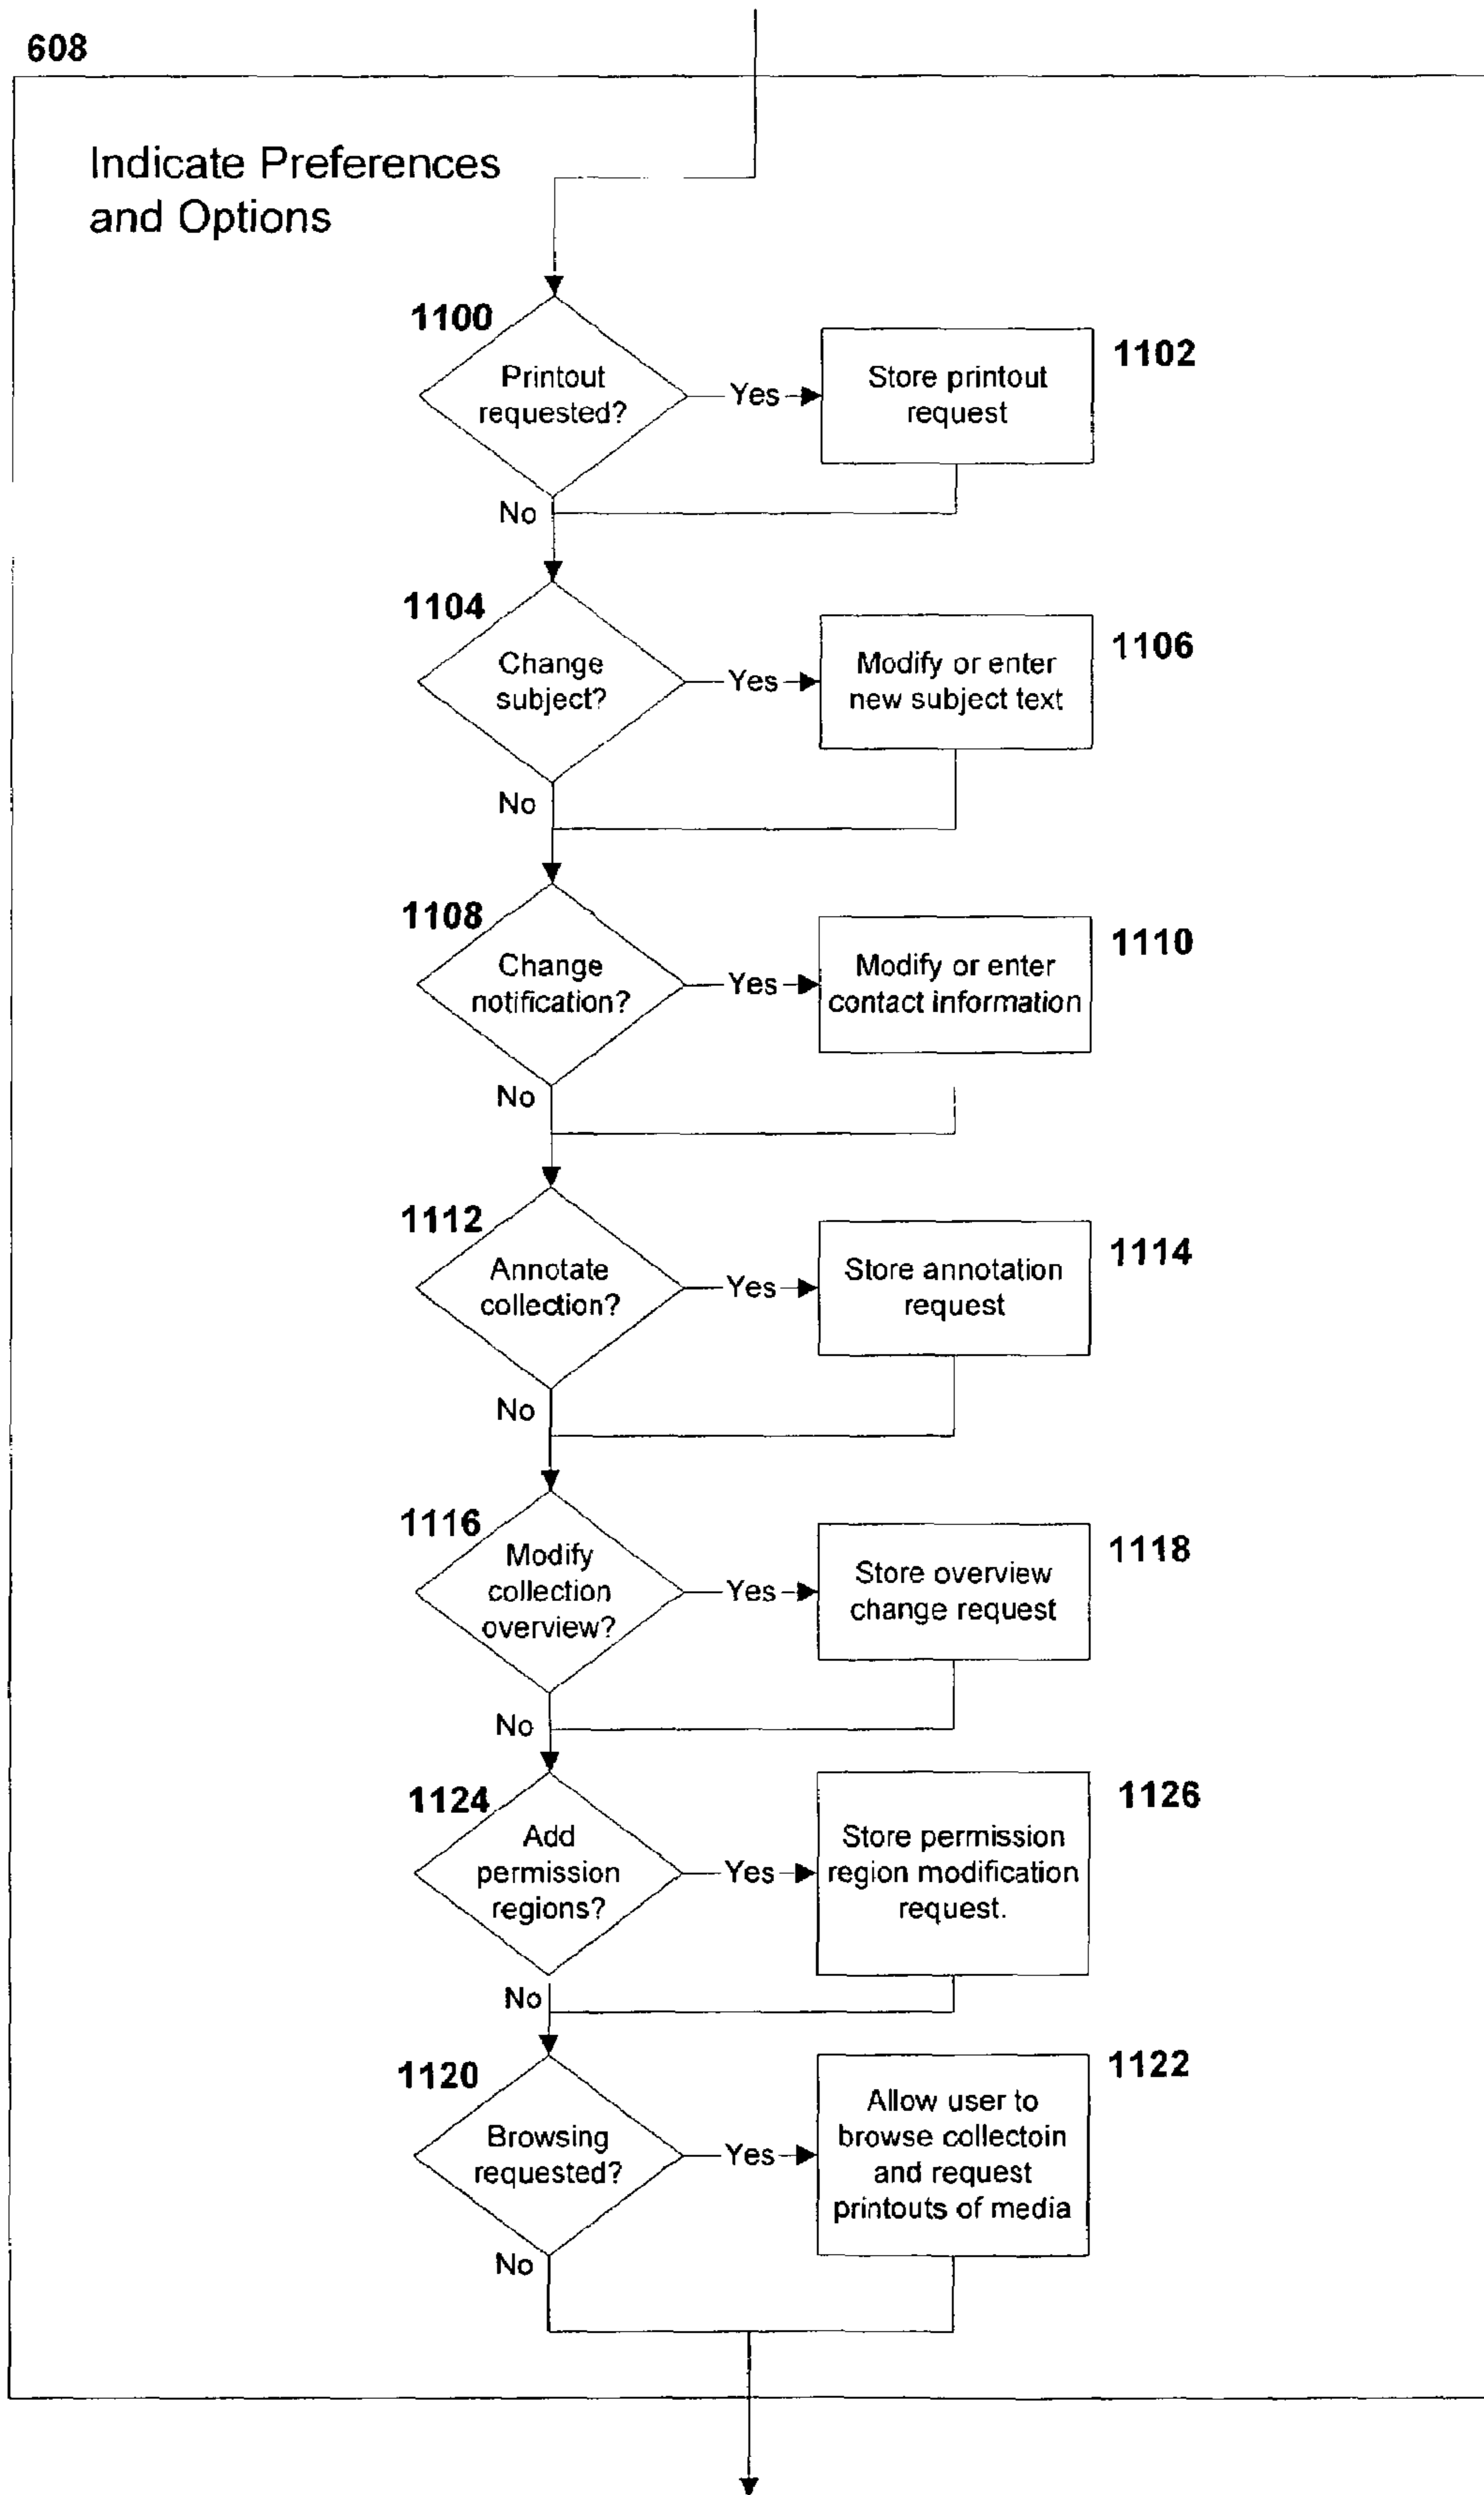 608
Indicate Preferences
and Options
1100
Printout
requested?
Yes
Store printout
request
1102
No
1104
Change
subject?
Yes
Modify or enter
new subject text
1106
No
1108
Change
notification?
Yes
Modify or enter
contact information
1110
No
1112
Annotate
collection?
Yes
Store annotation
request
1114
No
1116
Modify
collection
overview?
Yes
Store overview
change request
1118
No
1124
Add
permission
regions?
Yes
Store permission
region modification
request.
1126
No
1120
Browsing
requested?
Yes
Allow user to
browse collectoin
and request
printouts of media
1122
No